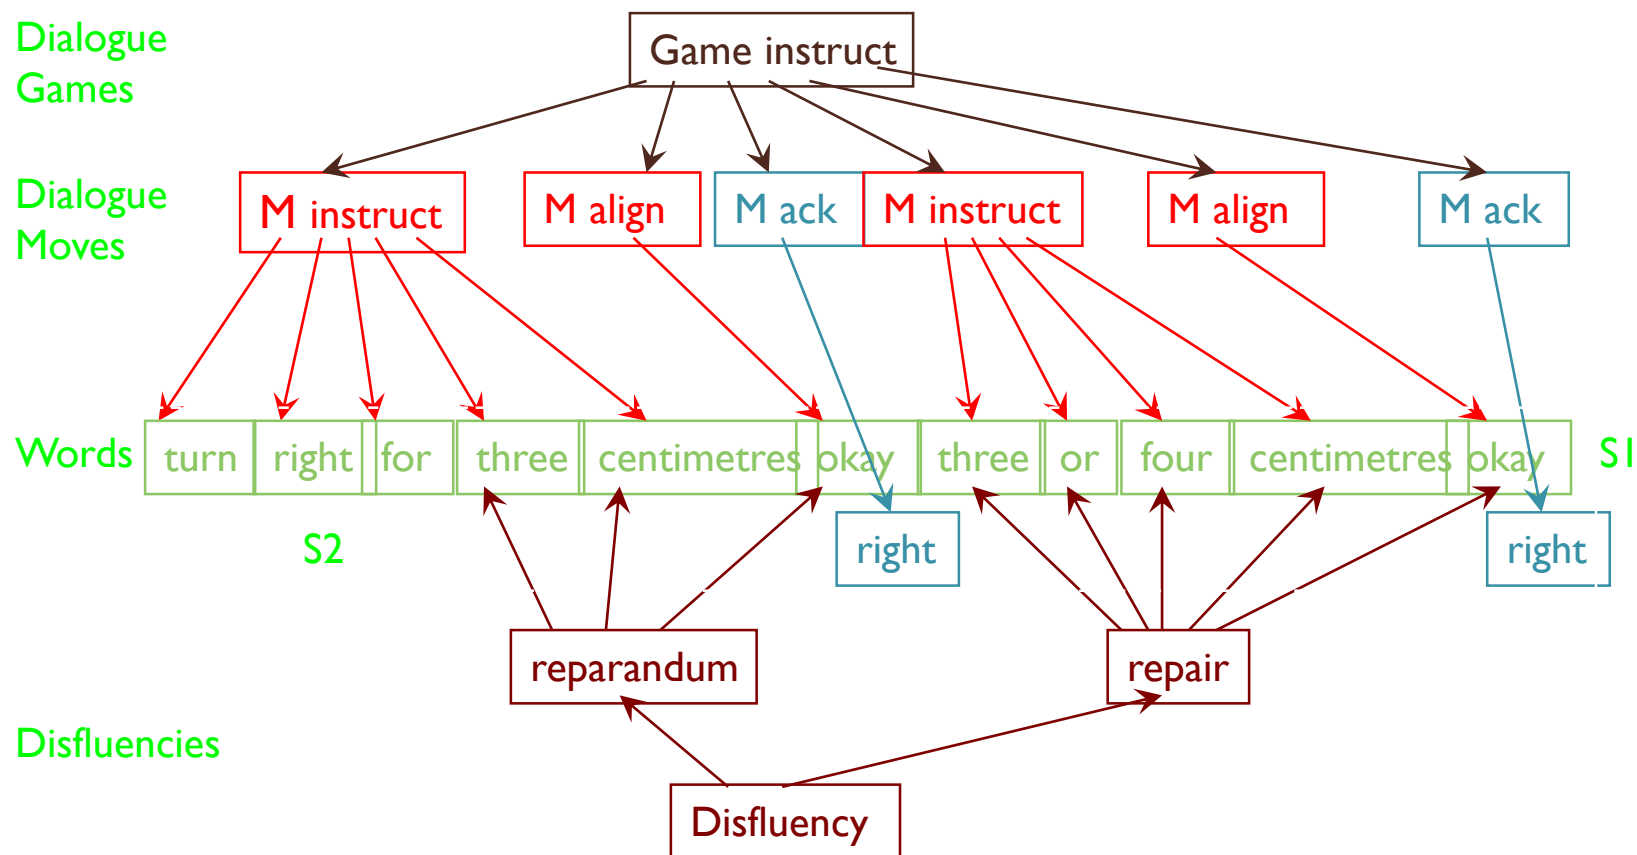 Dialogue
Games
Game instruct
Dialogue
Moves
M instruct
M align
M ack
M instruct
M align
M ack
Words
turn right for three centimetres okay three or four centimetres okay
S1
S2
right
right
reparandum
repair
Disfluencies
Disfluency